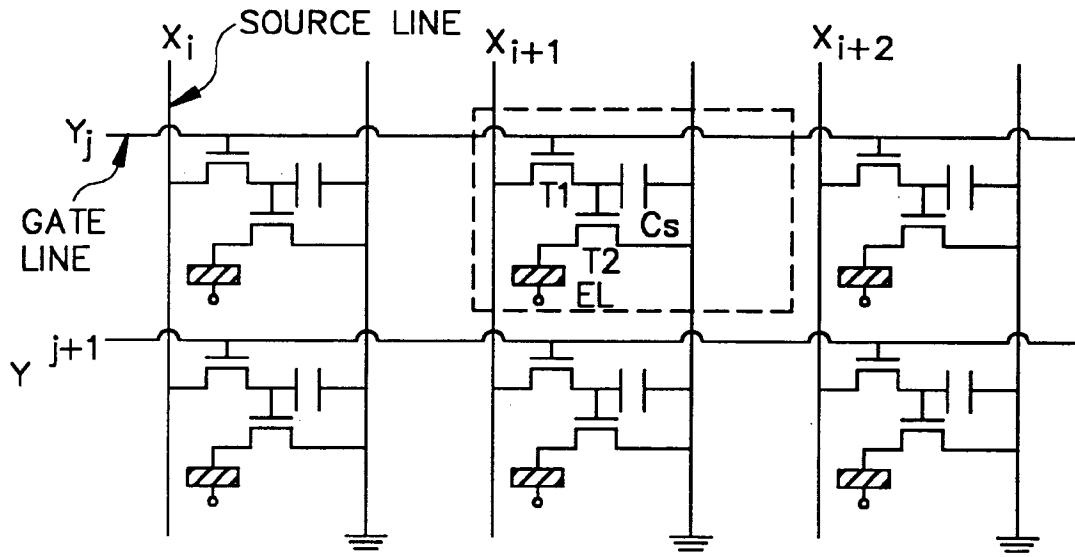 SOURCE LINE
Xi Xi+1 Xi+2
Yj
GATE
LINE
T1
Cs
T2
EL
Y j+1